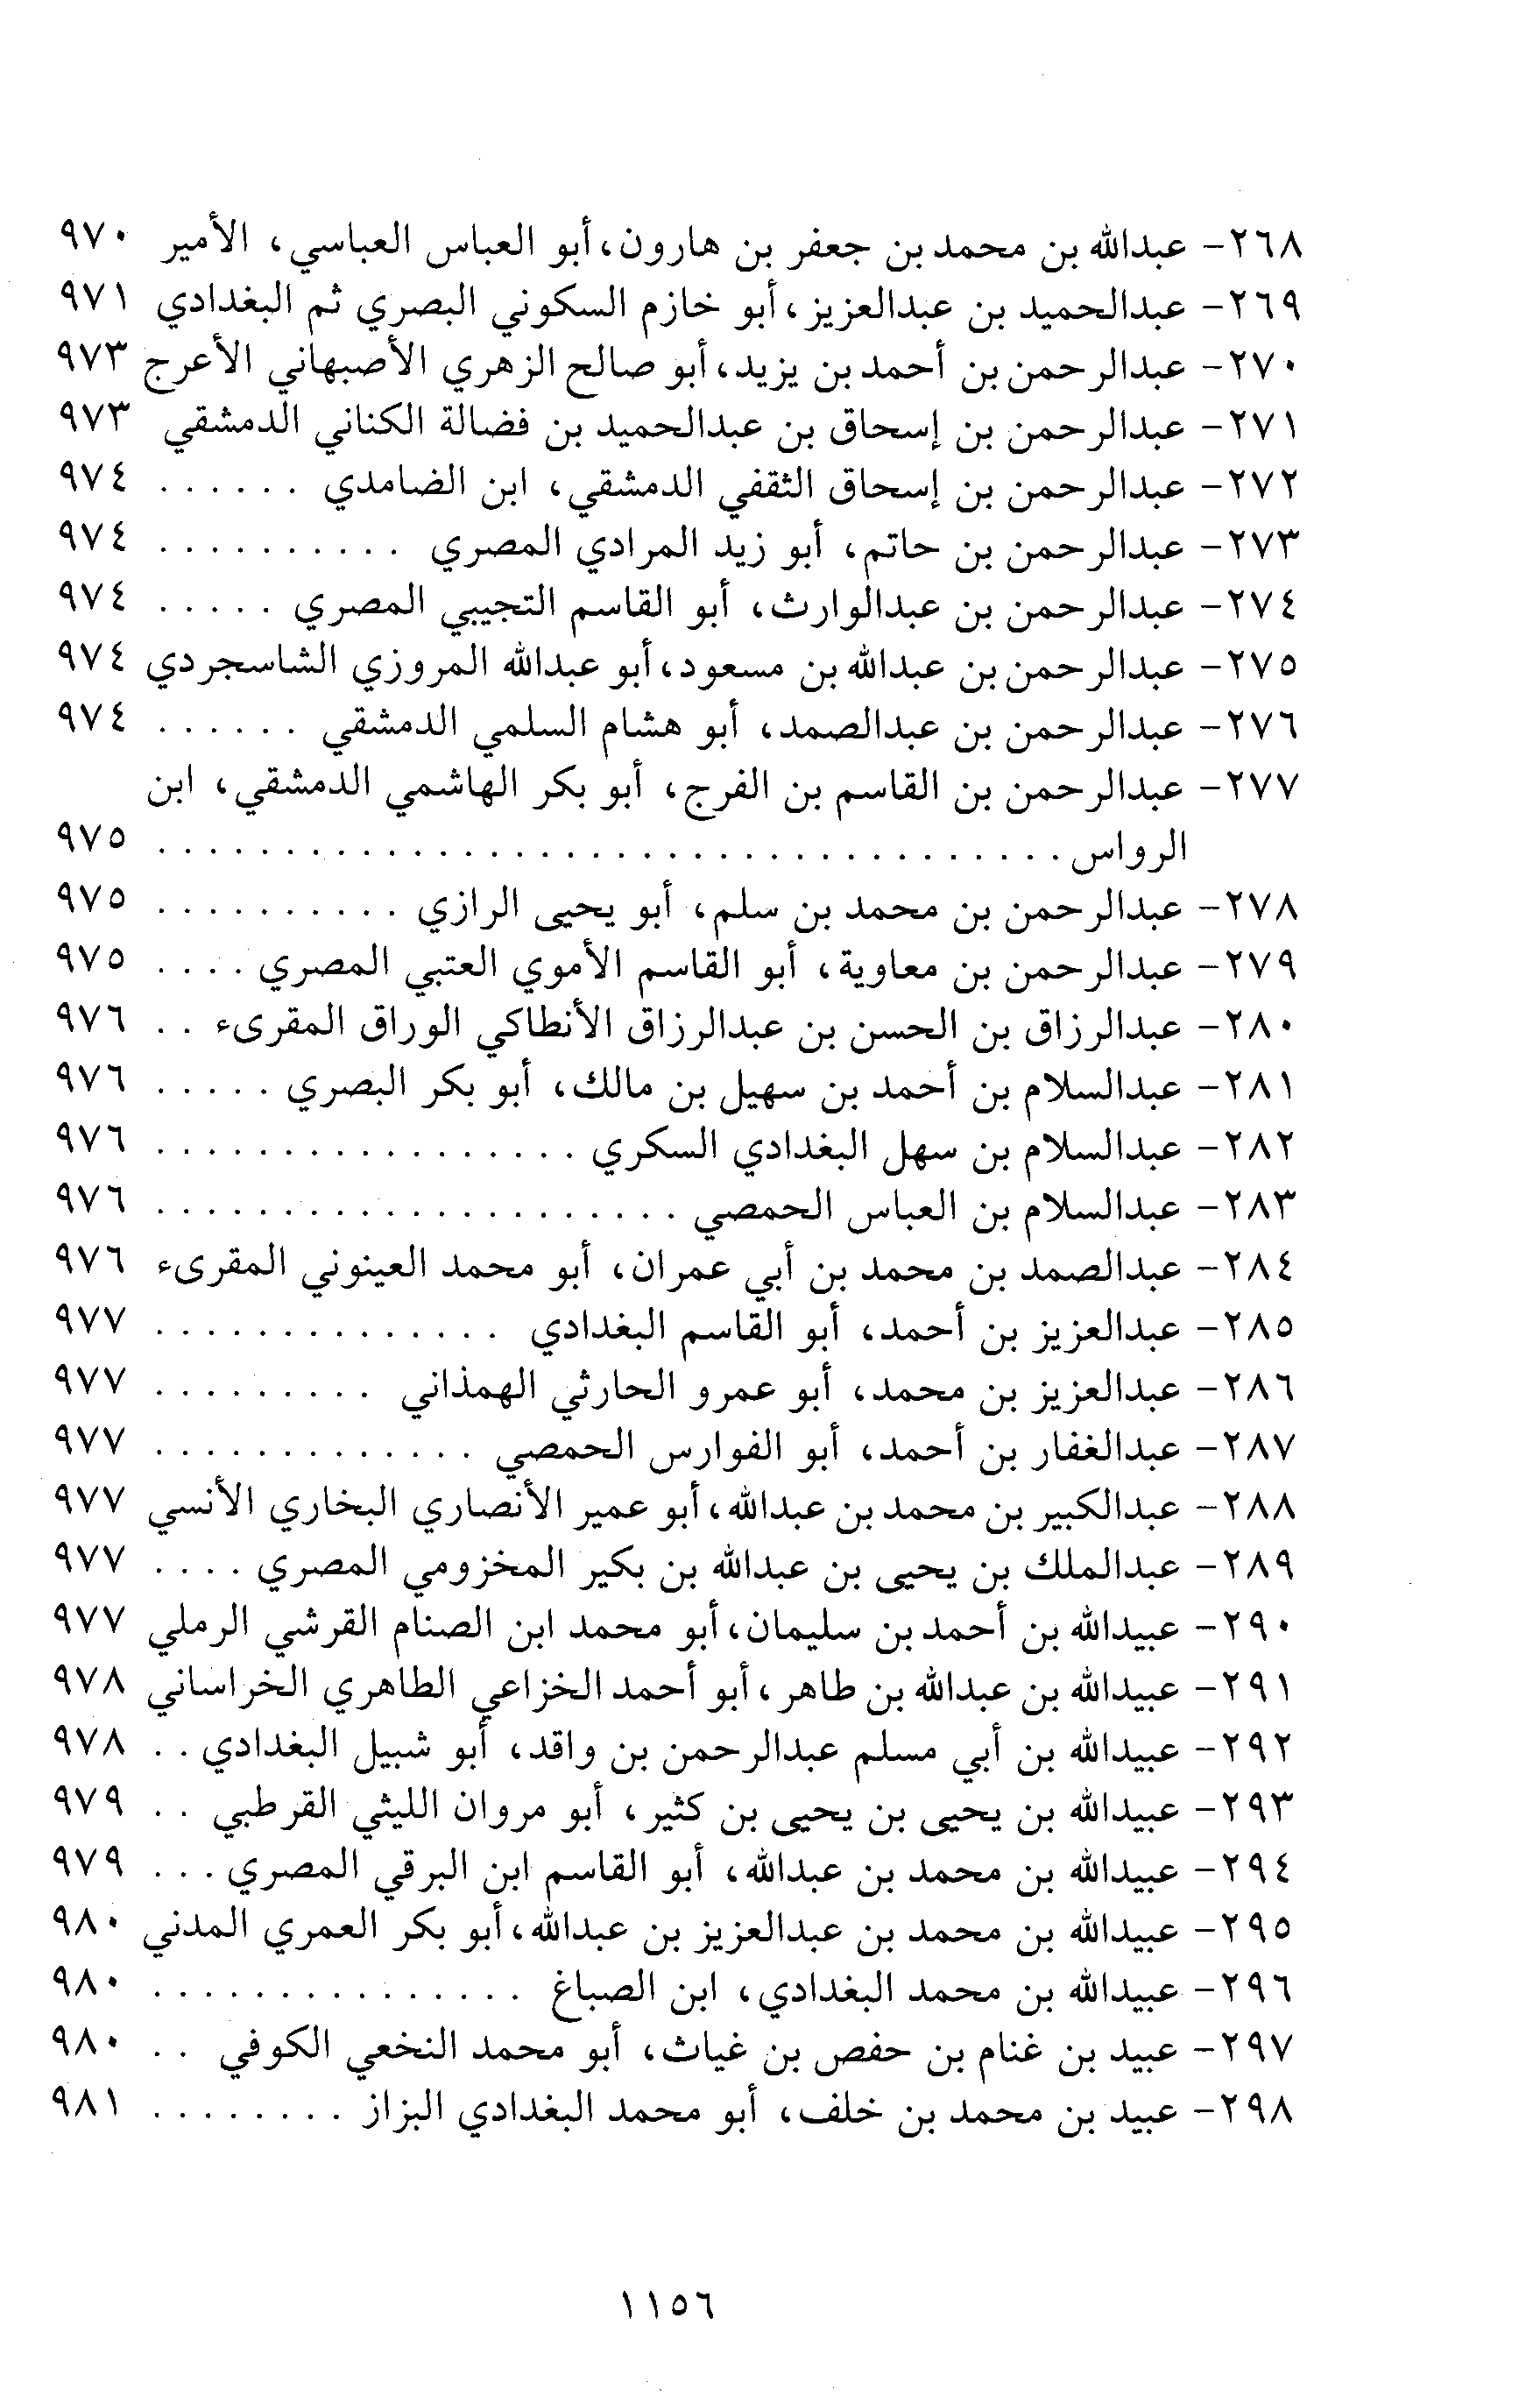 ٢٦٨- عبدالله بن محمد بن جعفر بن هارون، أبو العباس العباسي، الأمير ٩٧٠
٢٦٩- عبدالحميد بن عبدالعزيز، أبو خازم السكوني البصري ثم البغدادي ٩٧١
٢٧٠- عبدالرحمن بن أحمد بن يزيد، أبو صالح الزهري الأصبهاني الأعرج ٩٧٣
٢٧١- عبدالرحمن بن إسحاق بن عبدالحميد بن فضالة الكناني الدمشقي ٩٧٣
٢٧٢- عبدالرحمن بن إسحاق الثقفي الدمشقي، ابن الضامدي . . . . . . ٩٧٤
٢٧٣- عبدالرحمن بن حاتم، أبو زيد المرادي المصري . . . . . . . . . . ٩٧٤
٢٧٤- عبدالرحمن بن عبدالوارث، أبو القاسم التجيبي المصري . . . . . ٩٧٤
٢٧٥- عبدالرحمن بن عبدالله بن مسعود، أبو عبدالله المروزي الشاسجردي ٩٧٤
٢٧٦- عبدالرحمن بن عبدالصمد، أبو هشام السلمي الدمشقي . . . . . . ٩٧٤
٢٧٧- عبدالرحمن بن القاسم بن الفرج، أبو بكر الهاشمي الدمشقي، ابن
الرواس . . . . . . . . . . . . . . . . . . . . . . . . . . . . . . . . . . . . ٩٧٥
٢٧٨- عبدالرحمن بن محمد بن سلم، أبو يحيى الرازي . . . . . . . . . . ٩٧٥
٢٧٩- عبدالرحمن بن معاوية، أبو القاسم الأموي العتبي المصري . . . . ٩٧٥
٢٨٠- عبدالرزاق بن الحسن بن عبدالرزاق الأنطاكي الوراق المقرىء . . ٩٧٦
٢٨١- عبدالسلام بن أحمد بن سهيل بن مالك، أبو بكر البصري . . . . . ٩٧٦
٢٨٢- عبدالسلام بن سهل البغدادي السكري . . . . . . . . . . . . . . . . . ٩٧٦
٢٨٣- عبدالسلام بن العباس الحمصي . . . . . . . . . . . . . . . . . . . . . ٩٧٦
٢٨٤- عبدالصمد بن محمد بن أبي عمران، أبو محمد العينوني المقرىء ٩٧٦
٢٨٥- عبدالعزيز بن أحمد، أبو القاسم البغدادي . . . . . . . . . . . . . . ٩٧٧
٢٨٦- عبدالعزيز بن محمد، أبو عمرو الحارثي الهمذاني . . . . . . . . . ٩٧٧
٢٨٧- عبدالغفار بن أحمد، أبو الفوارس الحمصي . . . . . . . . . . . . . ٩٧٧
٢٨٨- عبدالكبير بن محمد بن عبدالله، أبو عمير الأنصاري البخاري الأنسي ٩٧٧
٢٨٩- عبدالملك بن يحيى بن عبدالله بن بكير المخزومي المصري . . . . ٩٧٧
٢٩٠- عبيدالله بن أحمد بن سليمان، أبو محمد ابن الصنام القرشي الرملي ٩٧٧
٢٩١- عبيدالله بن عبدالله بن طاهر، أبو أحمد الخزاعي الطاهري الخراساني ٩٧٨
٢٩٢- عبيدالله بن أبي مسلم عبدالرحمن بن واقد، أبو شبيل البغدادي . . ٩٧٨
٢٩٣- عبيدالله بن يحيى بن يحيى بن كثير، أبو مروان الليثي القرطبي . . ٩٧٩
٢٩٤- عبيدالله بن محمد بن عبدالله، أبو القاسم ابن البرقي المصري . . . ٩٧٩
٢٩٥- عبيدالله بن محمد بن عبدالعزيز بن عبدالله، أبو بكر العمري المدني ٩٨٠
٢٩٦- عبيدالله بن محمد البغدادي، ابن الصباغ . . . . . . . . . . . . . . . ٩٨٠
٢٩٧- عبيد بن غنام بن حفص بن غياث، أبو محمد النخعي الكوفي . . ٩٨٠
٢٩٨- عبيد بن محمد بن خلف، أبو محمد البغدادي البزاز . . . . . . . . ٩٨١
١١٥٦